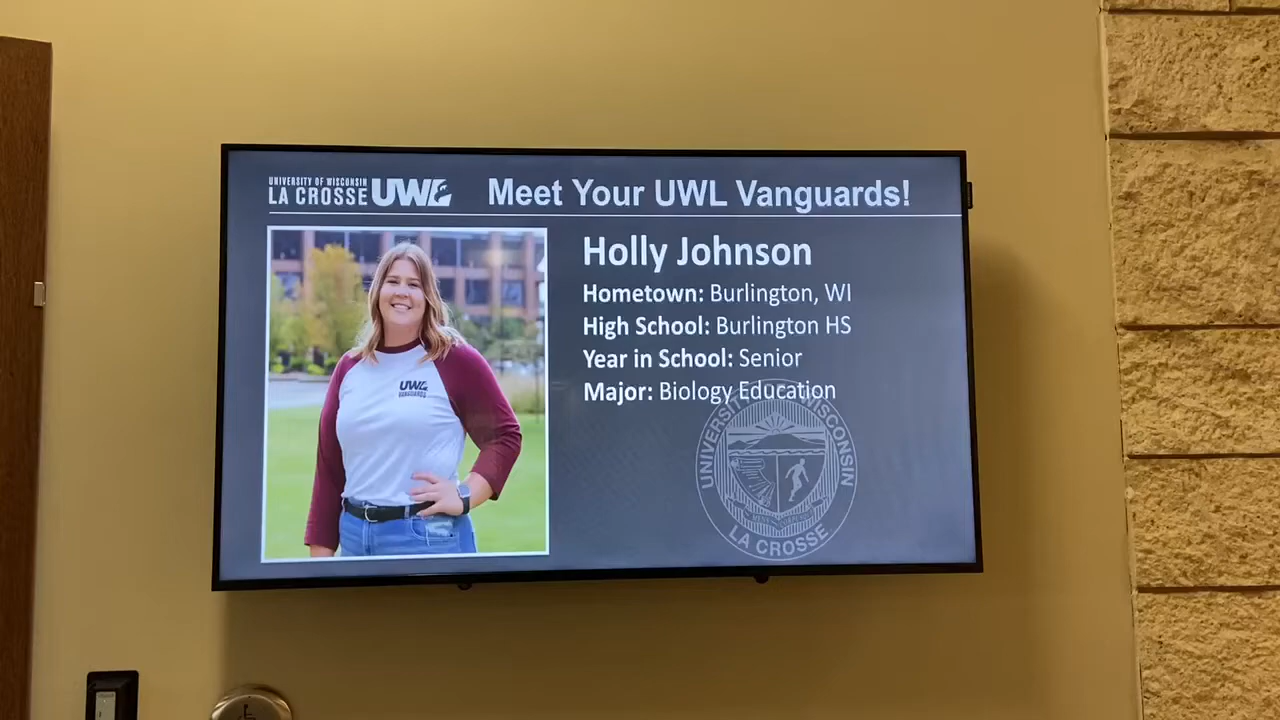 UNIVERSITY OF WISCONSIN
LA CROSSE UWL
Meet Your UWL Vanguards!
Holly Johnson
Hometown: Burlington, WI
High School: Burlington HS
Year in School: Senior
Major: Biology Education
UWL
VANGUARDS
UNIVERSITY OF WISCONSIN
LA CROSSE